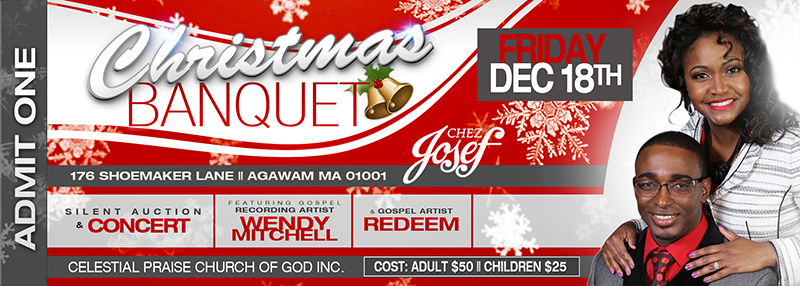 ADMIT ONE
Christmas
BANQUET
FRIDAY
DEC 18TH
CHEZ
Josef
176 SHOEMAKER LANE || AGAWAM MA 01001
SILENT AUCTION
& CONCERT
FEATURING GOSPEL
RECORDING ARTIST
WENDY
MITCHELL
& GOSPEL ARTIST
REDEEM
CELESTIAL PRAISE CHURCH OF GOD INC.
COST: ADULT $50 || CHILDREN $25